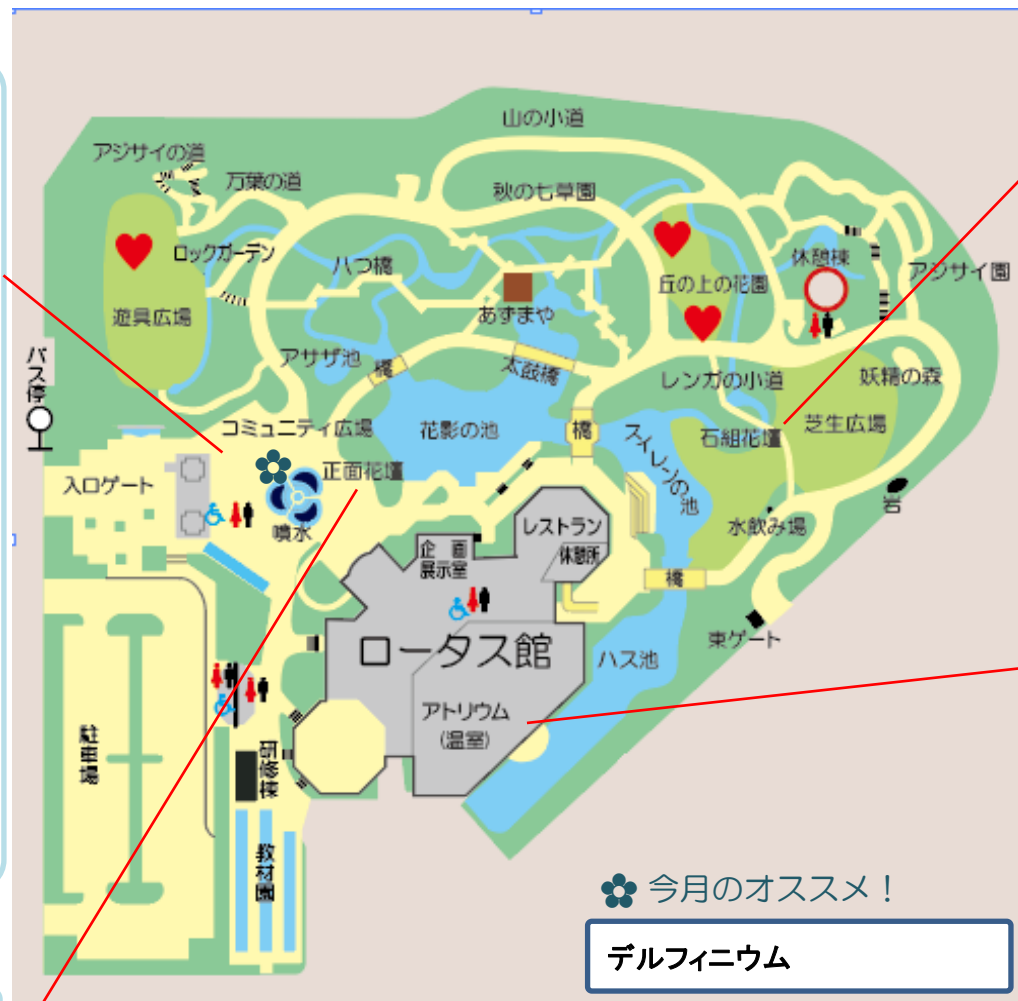 山の小道
アジサイの道
万葉の道
秋の七草園
ロックガーデン
八つ橋
休憩棟
アジサイ園
丘の上の花園
遊具広場
あずまや
バス停
アサザ池
橋
太鼓橋
レンガの小道
妖精の森
コミュニティ広場
花影の池
橋
スイレンの池
石組花壇
芝生広場
正面花壇
入口ゲート
岩
噴水
レストラン
水飲み場
企画
展示室
休憩所
橋
東ゲート
ロータス館
ハス池
アトリウム
(温室)
駐車場
研修棟
教材園
今月のオススメ！
デルフィニウム